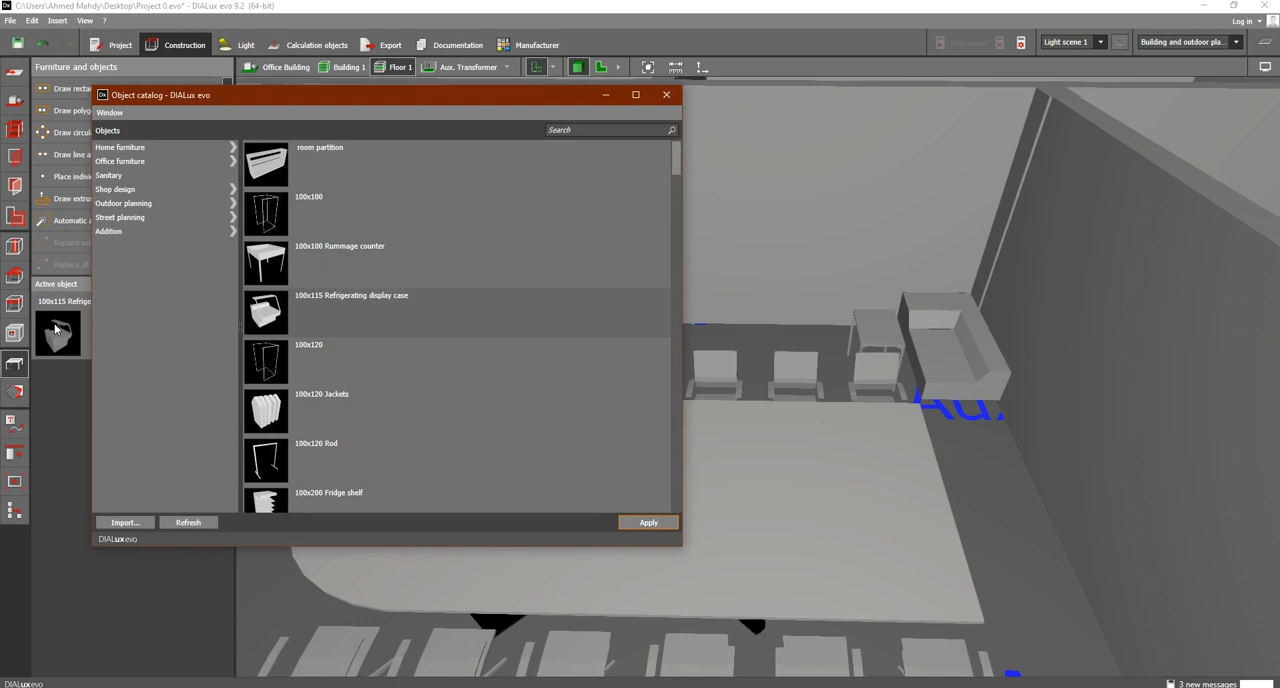 C:\Users\Ahmed Mahdy\Desktop\Project 0.evo* - DIALux evo 9.2 (64-bit)
File Edit Insert View ?
Log in
Project Construction Light Calculation objects Export Documentation Manufacturer
Light scene 1
Building and outdoor pla...
Furniture and objects
Office Building Building 1 Floor 1 Aux. Transformer
Draw recta
Draw polyg
Draw circul
Draw line a
Place indivi
Draw extru
Automatic a
Replace all
Active object
100x115 Refrige
Object catalog - DIALux evo
Window
Objects
Search
Home furniture
Office furniture
Sanitary
Shop design
Outdoor planning
Street planning
Addition
room partition
100x100
100x100 Rummage counter
100x115 Refrigerating display case
100x120
100x120 Jackets
100x120 Rod
100x200 Fridge shelf
Import... Refresh Apply
DIALux evo
DIALux evo
3 new messages